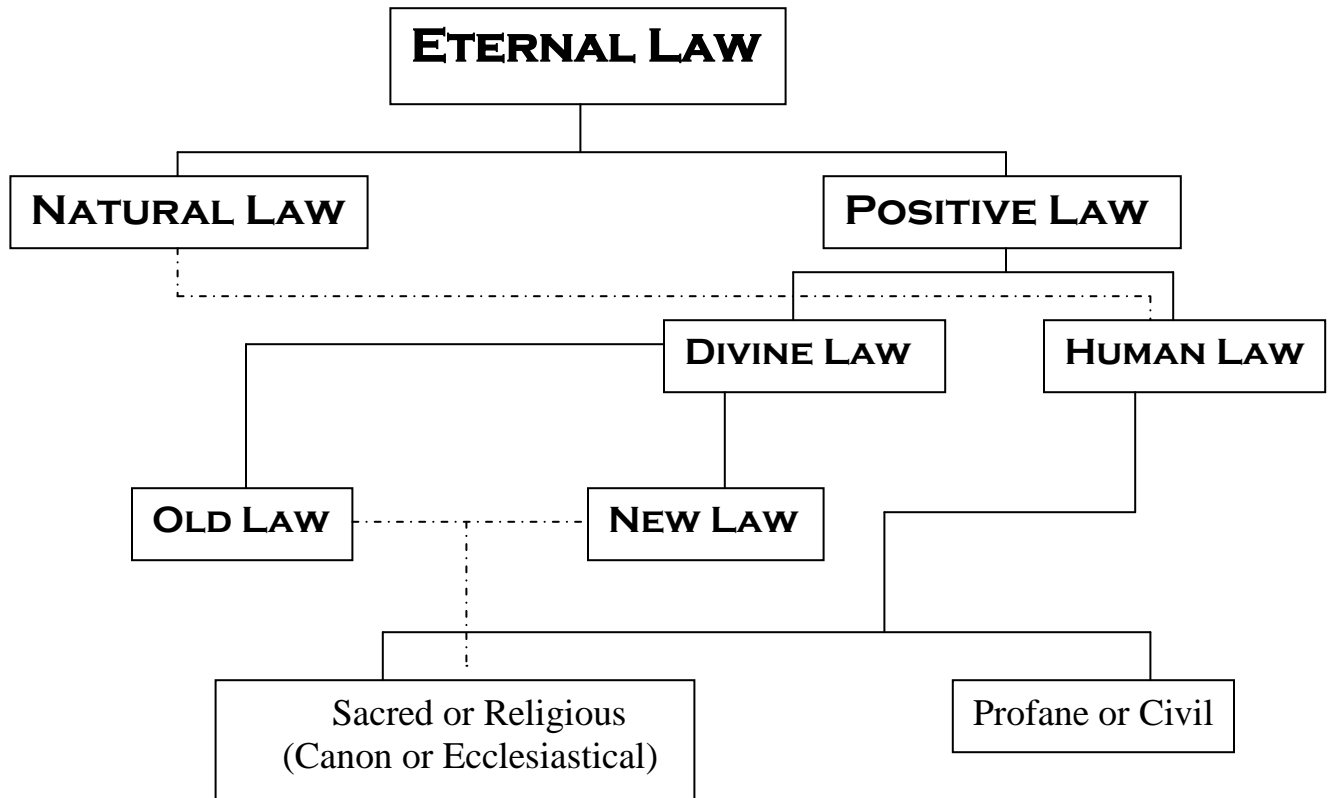 ETERNAL LAW
NATURAL LAW
POSITIVE LAW
DIVINE LAW
HUMAN LAW
OLD LAW
NEW LAW
Sacred or Religious
(Canon or Ecclesiastical)
Profane or Civil